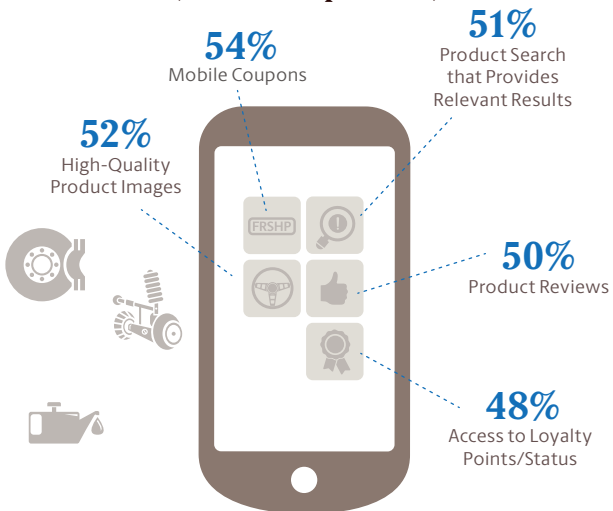 54%
Mobile Coupons
51%
Product Search
that Provides
Relevant Results
52%
High-Quality
Product Images
FRSHP
50%
Product Reviews
48%
Access to Loyalty
Points/Status